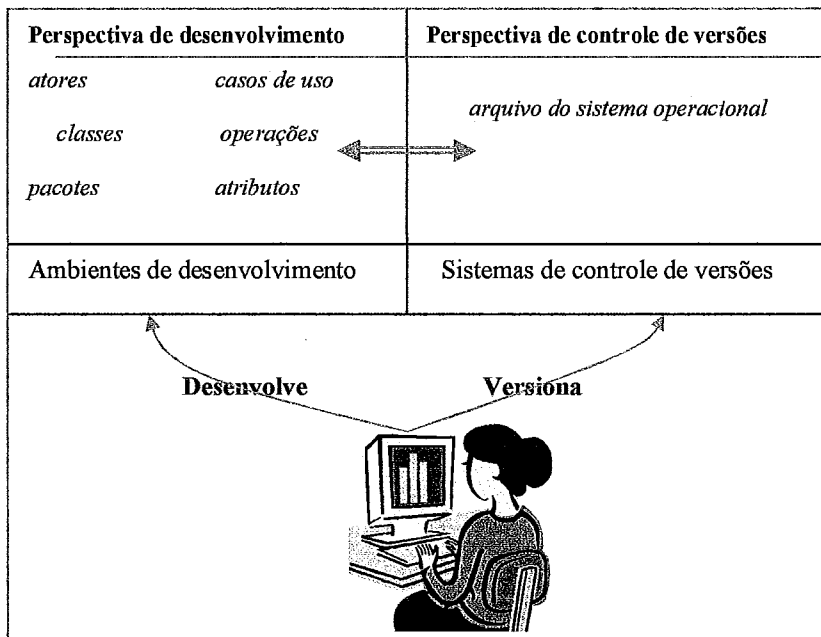 Perspectiva de desenvolvimento
Perspectiva de controle de versões
atores casos de uso
classes operações
pacotes atributos
arquivo do sistema operacional
Ambientes de desenvolvimento
Sistemas de controle de versões
Desenvolve Versiona